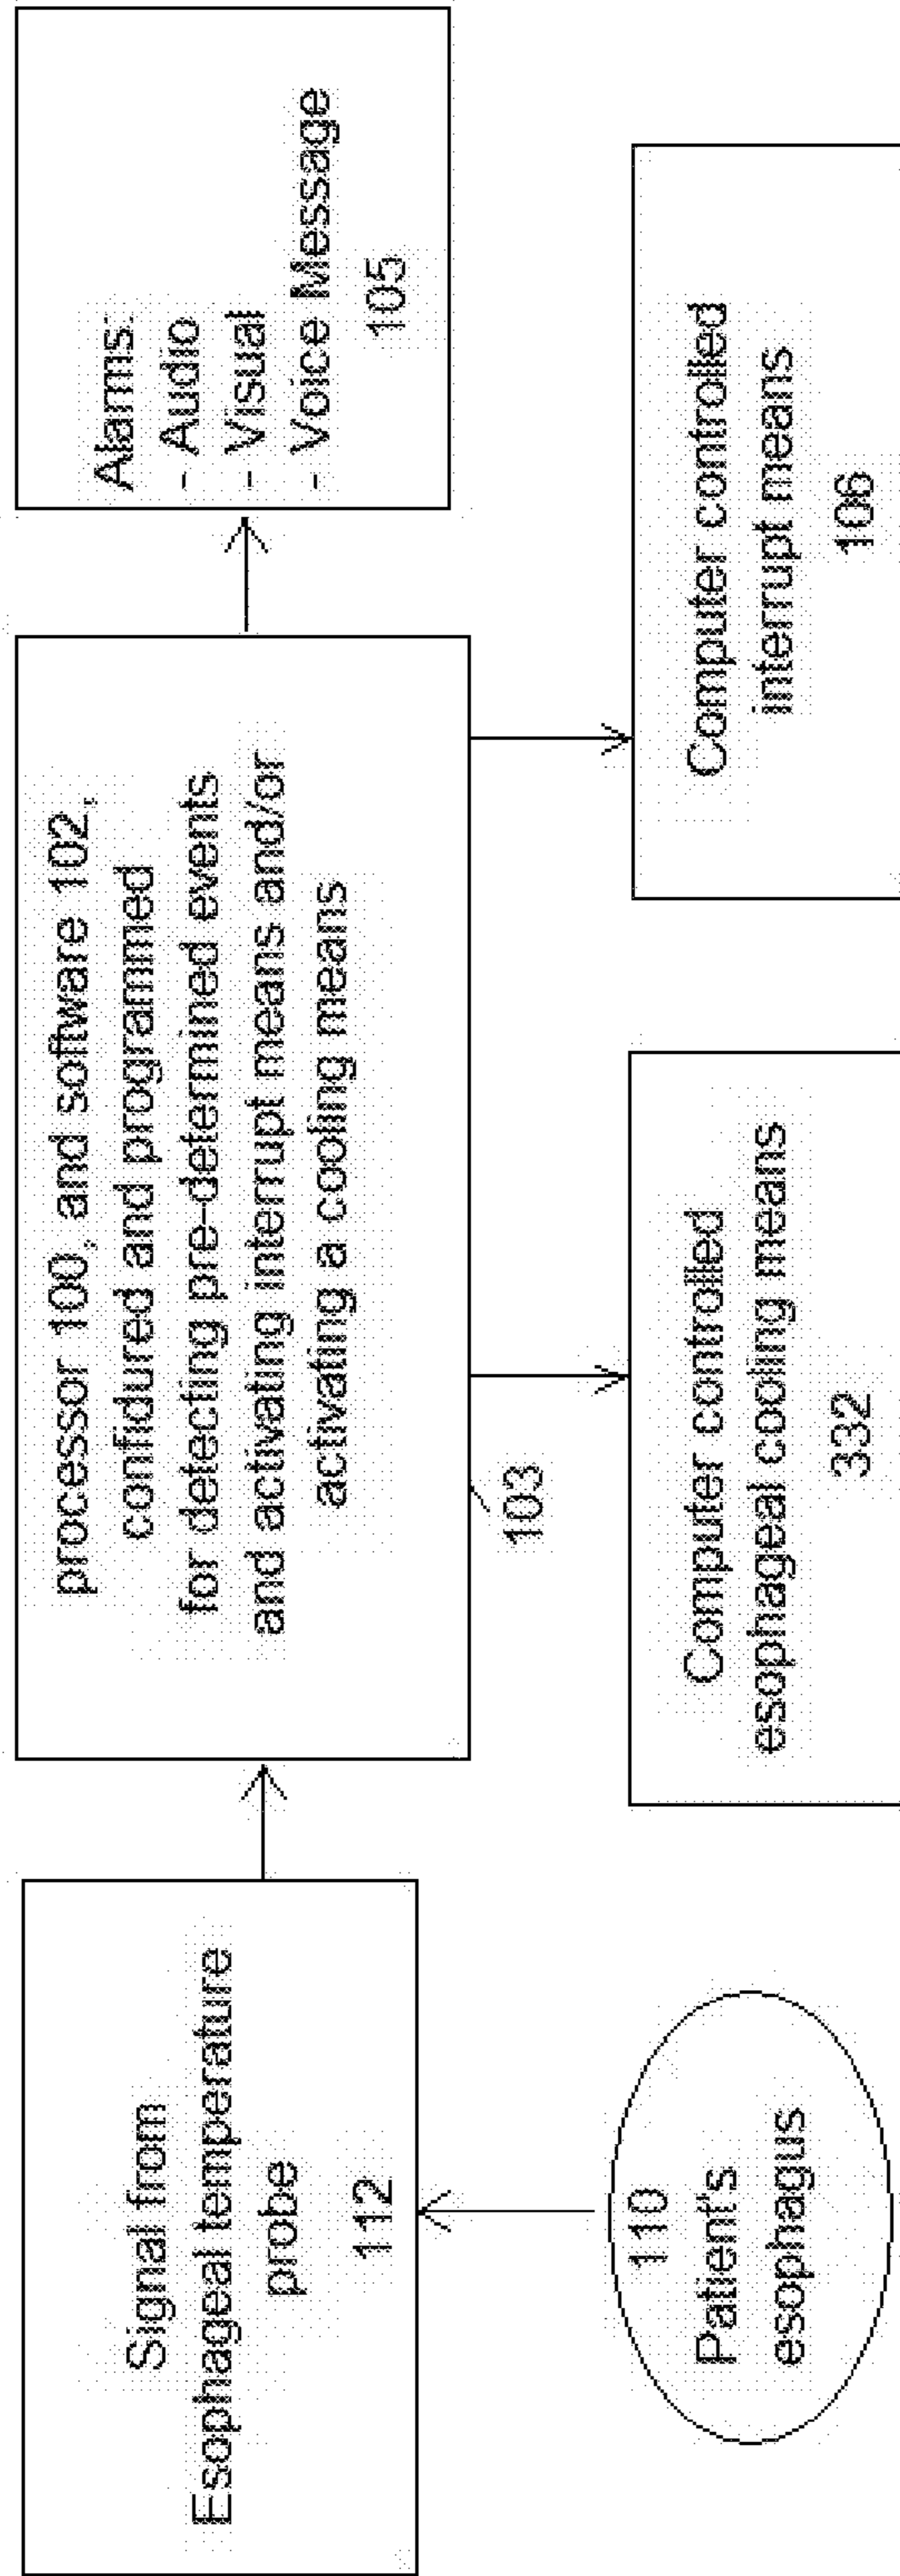 Signal from
Esophageal temperature
probe
112
110
Patient's
esophagus
processor 100, and software 102,
confidured and programmed
for detecting pre-determined events
and activating interrupt means and/or
activating a cooling means
103
Computer controlled
esophageal cooling means
332
Alarms:
- Audio
- Visual
- Voice Message
105
Computer controlled
interrupt means
106